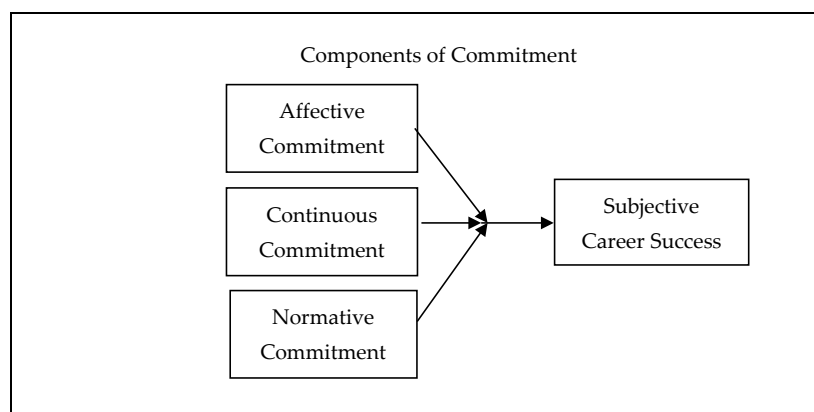 Components of Commitment
Affective
Commitment
Continuous
Commitment
Normative
Commitment
Subjective
Career Success